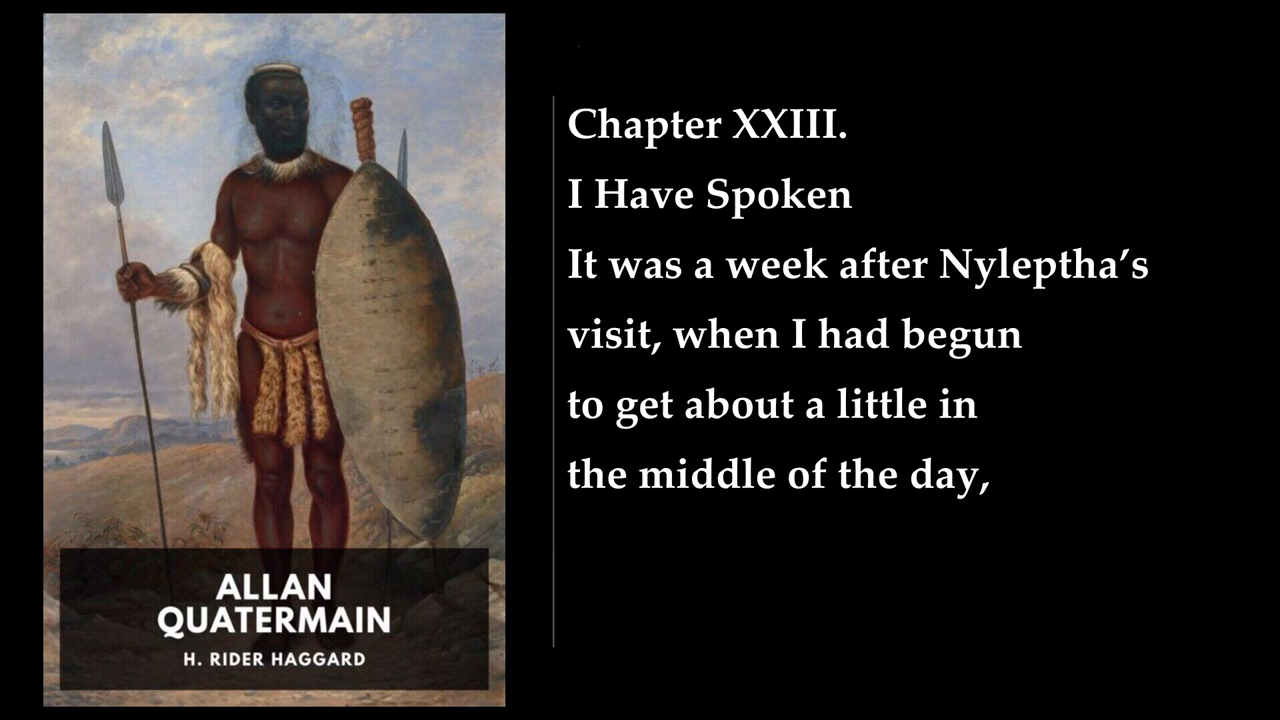 ALLAN
QUATERMAIN
H. RIDER HAGGARD
Chapter XXIII.
I Have Spoken
It was a week after Nyleptha’s
visit, when I had begun
to get about a little in
the middle of the day,